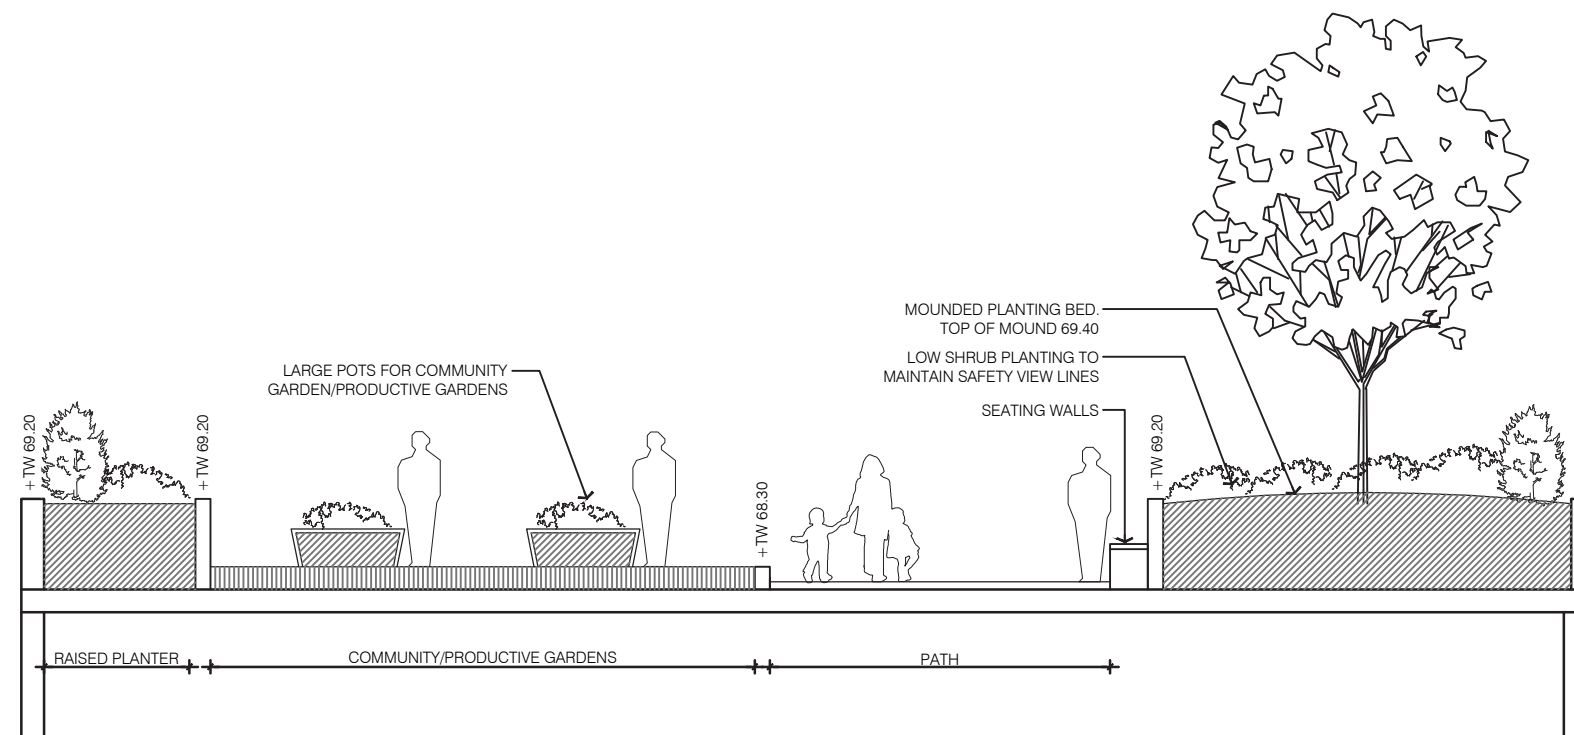 MOUNDED PLANTING BED.
TOP OF MOUND 69.40
LOW SHRUB PLANTING TO
MAINTAIN SAFETY VIEW LINES
SEATING WALLS
LARGE POTS FOR COMMUNITY
GARDEN/PRODUCTIVE GARDENS
+TW 69.20
+TW 69.20
+TW 68.30
+TW 69.20
RAISED PLANTER
COMMUNITY/PRODUCTIVE GARDENS
PATH